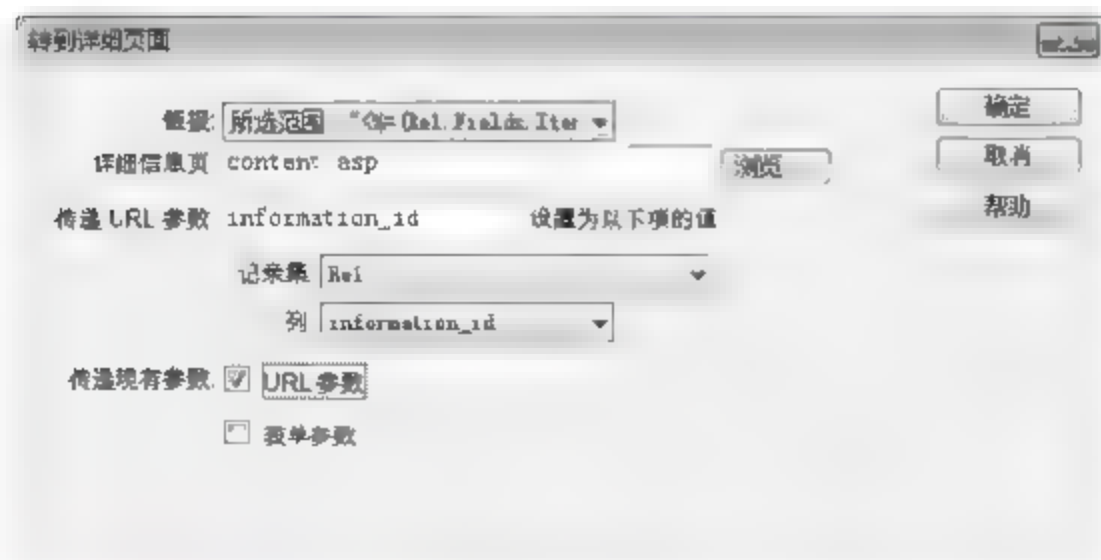 转到详细页面
链接: 所选范围 "<%=(Re1.Fields.Item
确定
详细信息页 content asp
浏览
取消
传递 URL 参数 information_id 设置为以下项的值
帮助
记录集 Re1
列 information_id
传递现有参数: URL 参数
表单参数